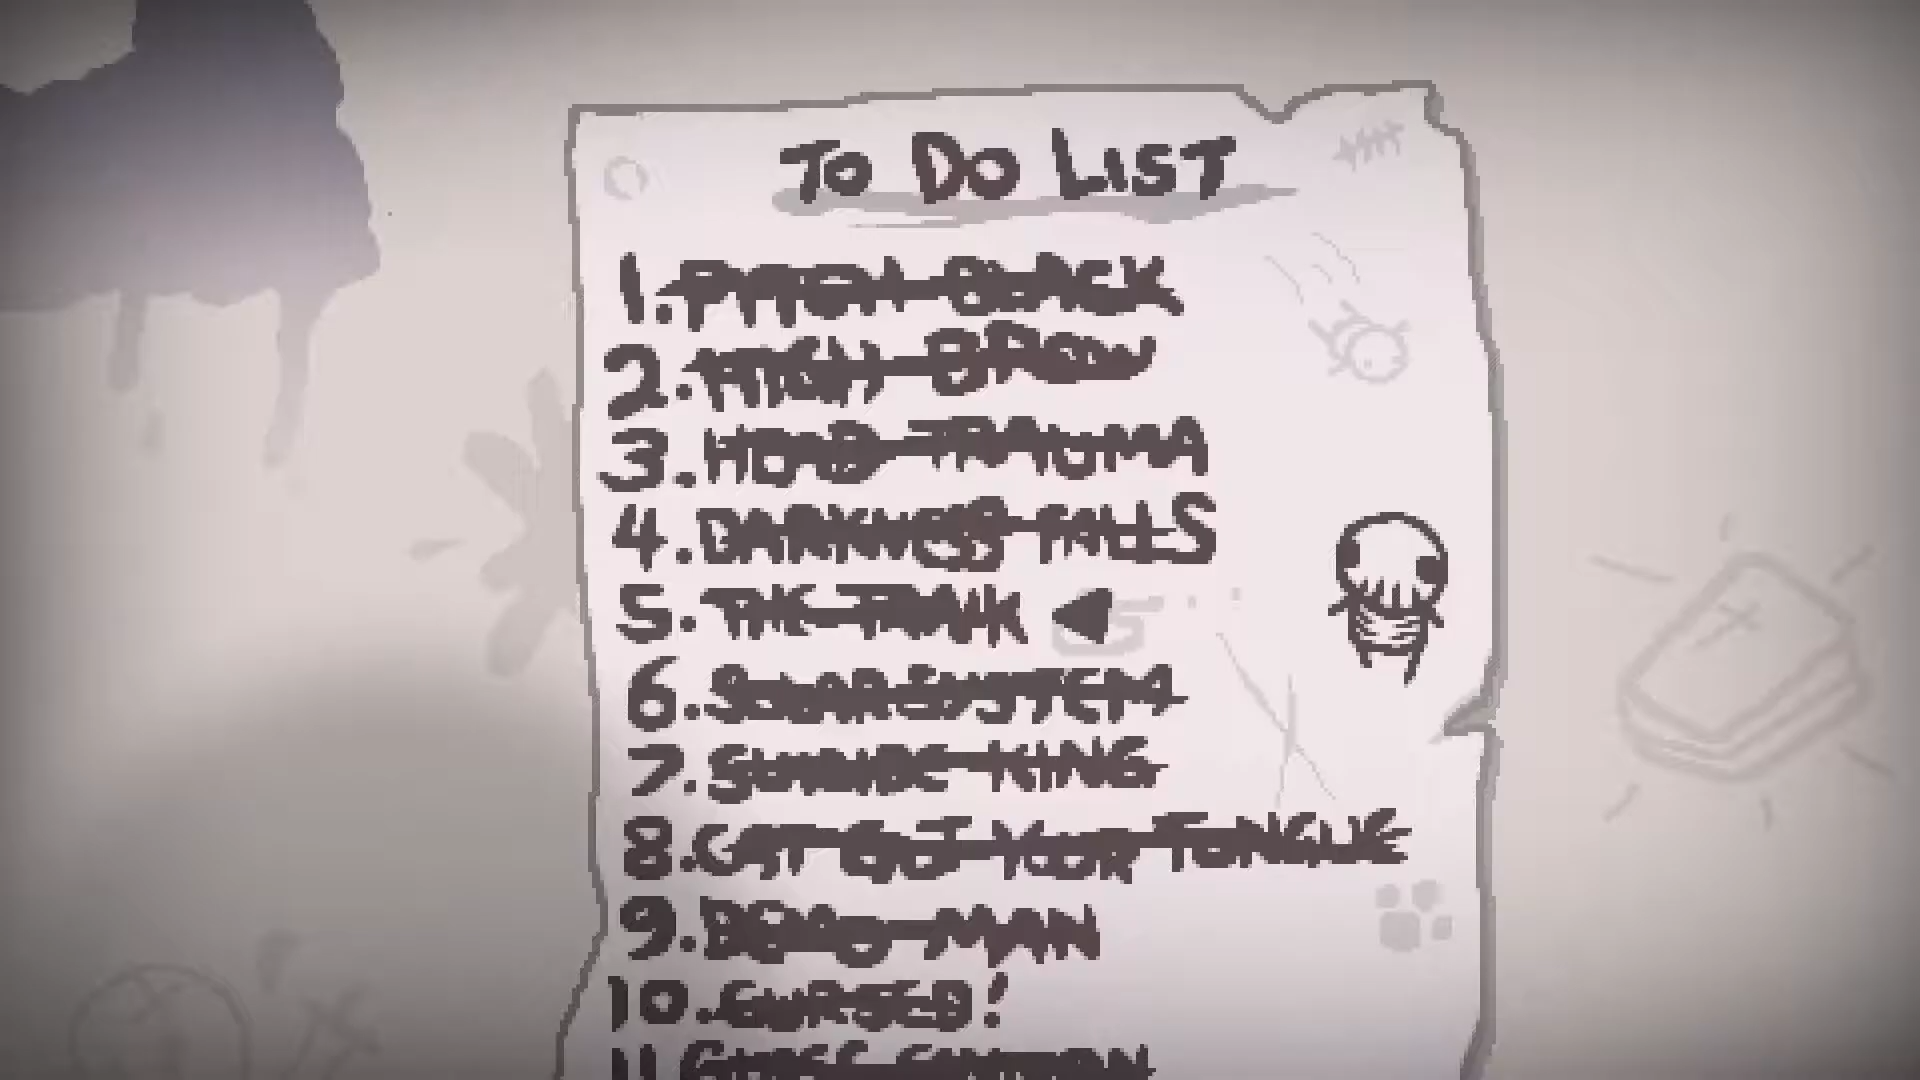 TO DO LIST
1. PITCH BLACK
2. HIGH BROW
3. HEAD TRAUMA
4. DARKNESS FALLS
5. THE TANK
6. SOLAR SYSTEM
7. SUICIDE KING
8. CAT GOT YOUR TONGUE
9. DEMO MAN
10. CURSED!
11.